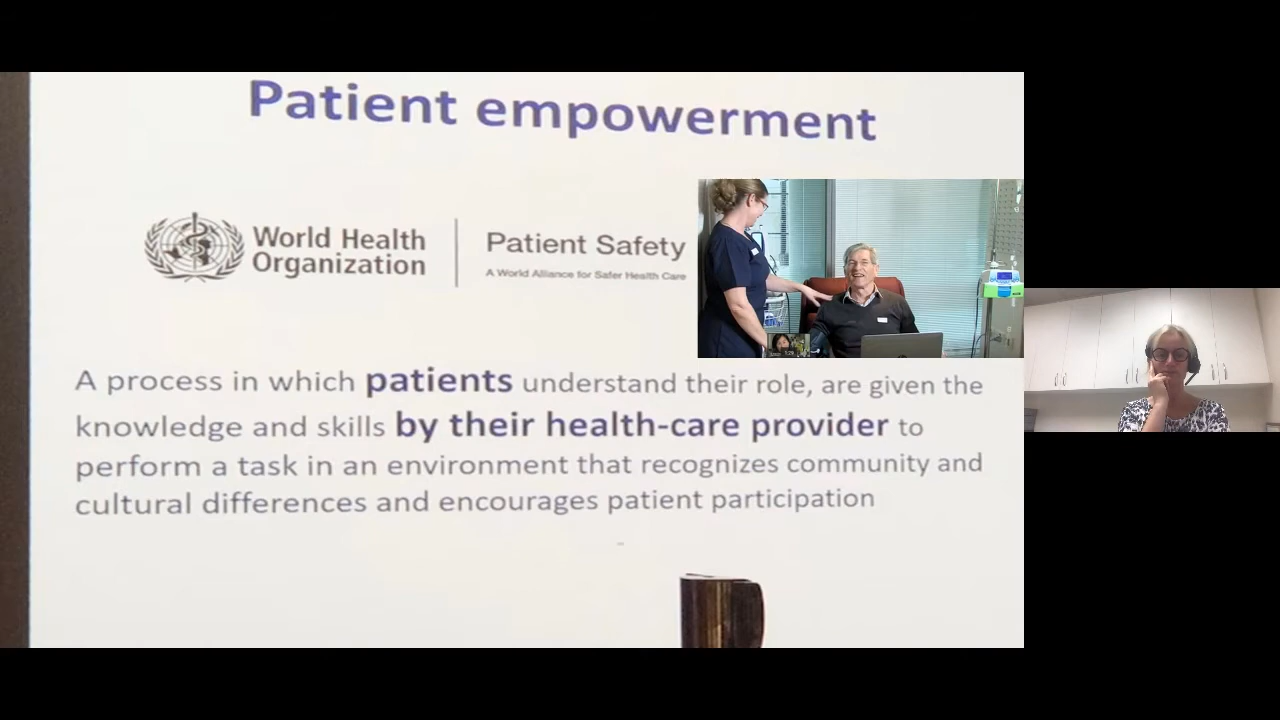 Patient empowerment
World Health
Organization
Patient Safety
A World Alliance for Safer Health Care
A process in which patients understand their role, are given the
knowledge and skills by their health-care provider to
perform a task in an environment that recognizes community and
cultural differences and encourages patient participation